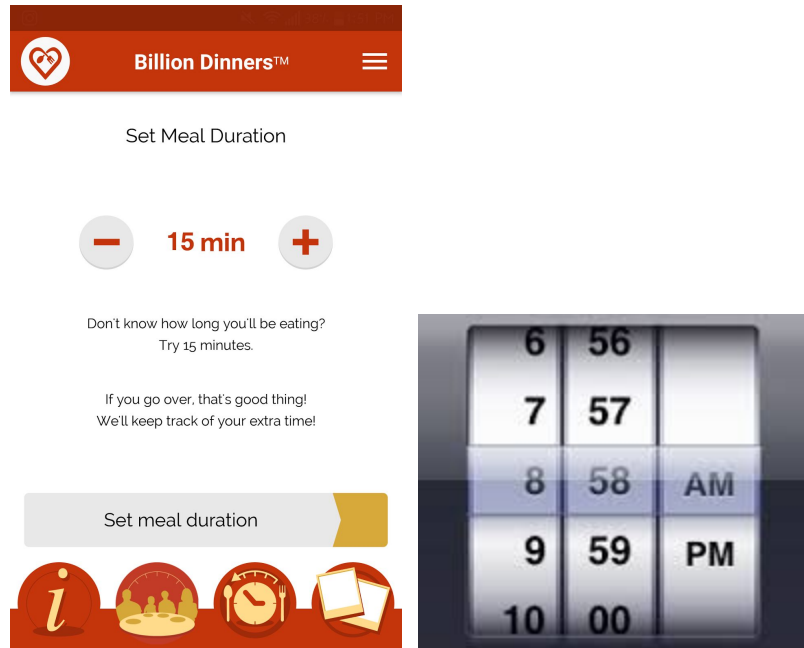 Billion Dinners™
Set Meal Duration
15 min
Don't know how long you'll be eating?
Try 15 minutes.
If you go over, that's good thing!
We'll keep track of your extra time!
Set meal duration
i
6 56
7 57
8 58 AM
9 59 PM
10 00